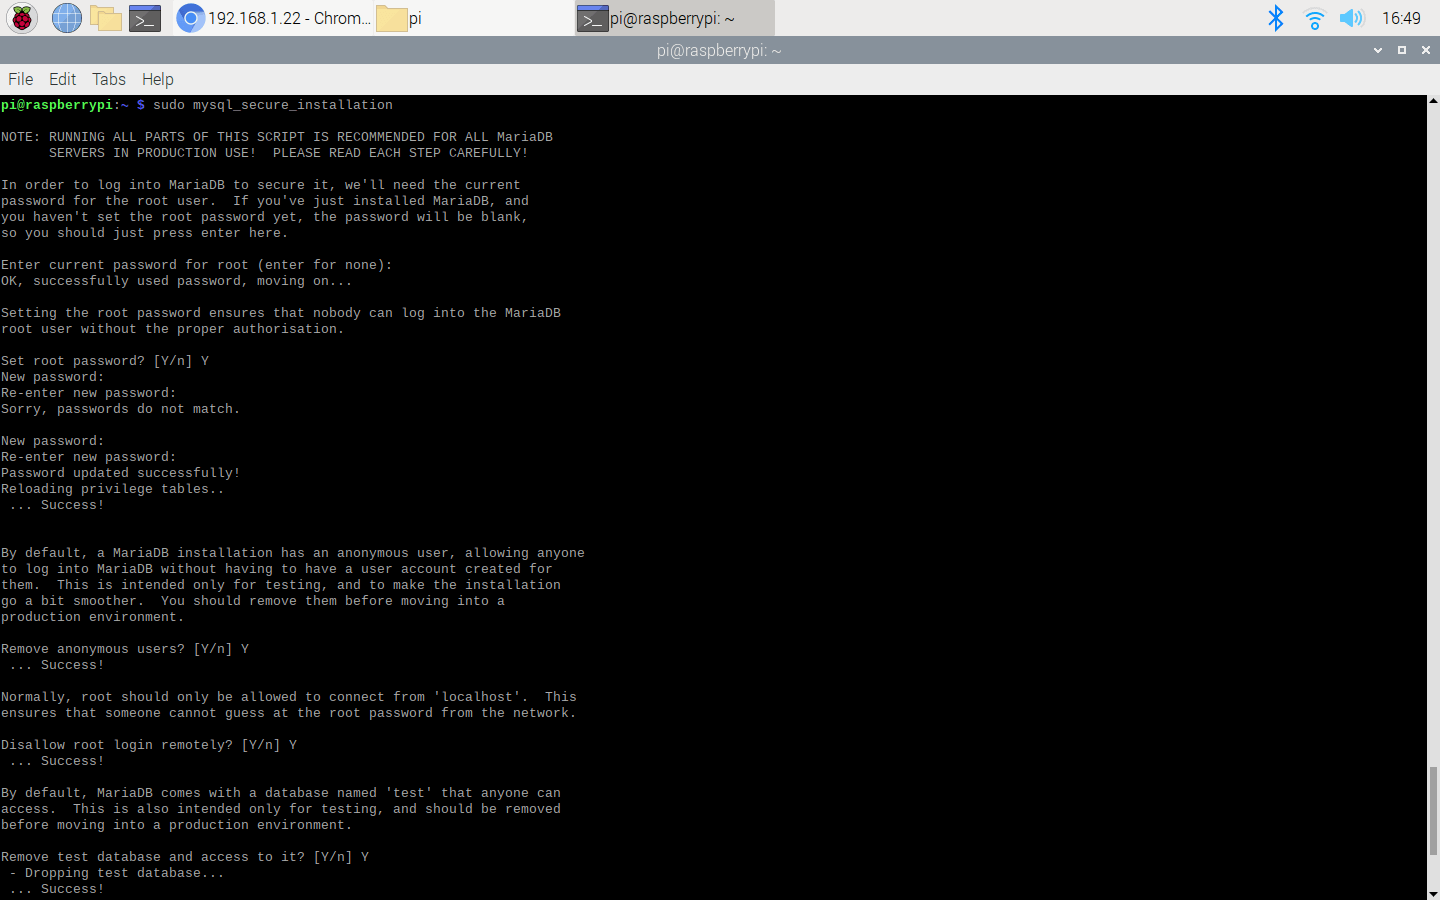 192.168.1.22 - Chrom...
pi
pi@raspberrypi: ~
16:49
pi@raspberrypi: ~
File Edit Tabs Help
pi@raspberrypi:~ $ sudo mysql_secure_installation
NOTE: RUNNING ALL PARTS OF THIS SCRIPT IS RECOMMENDED FOR ALL MariaDB
SERVERS IN PRODUCTION USE!  PLEASE READ EACH STEP CAREFULLY!
In order to log into MariaDB to secure it, we'll need the current
password for the root user.  If you've just installed MariaDB, and
you haven't set the root password yet, the password will be blank,
so you should just press enter here.
Enter current password for root (enter for none):
OK, successfully used password, moving on...
Setting the root password ensures that nobody can log into the MariaDB
root user without the proper authorisation.
Set root password? [Y/n] Y
New password:
Re-enter new password:
Sorry, passwords do not match.
New password:
Re-enter new password:
Password updated successfully!
Reloading privilege tables..
... Success!
By default, a MariaDB installation has an anonymous user, allowing anyone
to log into MariaDB without having to have a user account created for
them.  This is intended only for testing, and to make the installation
go a bit smoother.  You should remove them before moving into a
production environment.
Remove anonymous users? [Y/n] Y
... Success!
Normally, root should only be allowed to connect from 'localhost'.  This
ensures that someone cannot guess at the root password from the network.
Disallow root login remotely? [Y/n] Y
... Success!
By default, MariaDB comes with a database named 'test' that anyone can
access.  This is also intended only for testing, and should be removed
before moving into a production environment.
Remove test database and access to it? [Y/n] Y
- Dropping test database...
... Success!